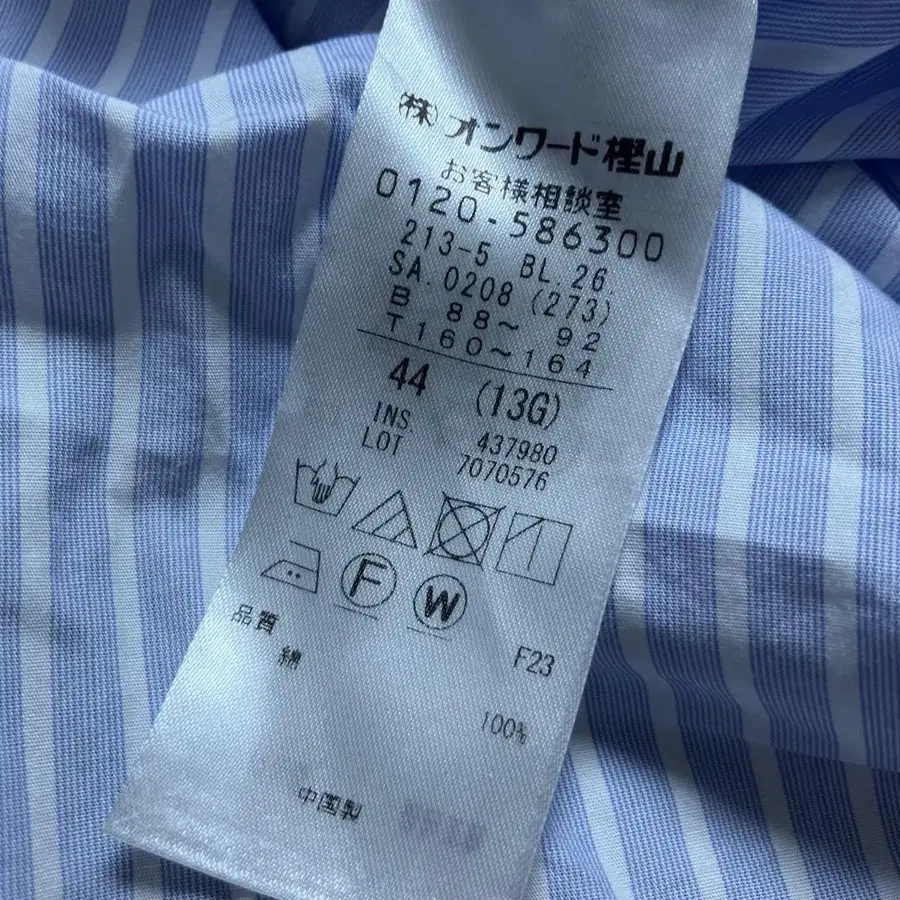 (株)オンワード樫山
お客様相談室
0120-586300
213-5 BL.26.
SA.0208 (273)
B 88～ 92
T 160～164
44 (13G)
INS. 437980
LOT 7070576
F W
品質
綿 F23
100%
中国製